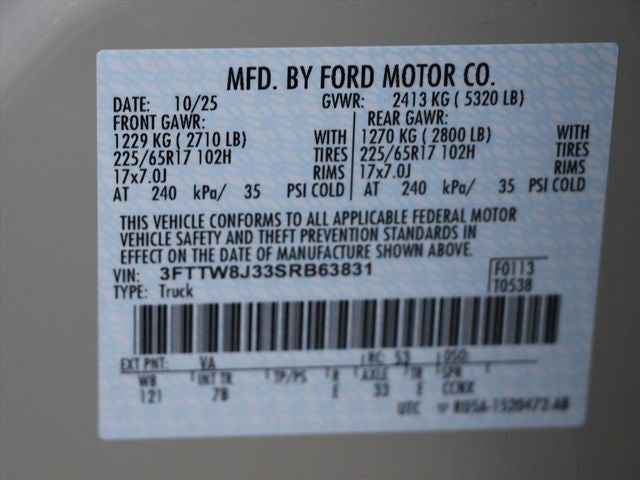 MFD. BY FORD MOTOR CO.
DATE: 10/25 GVWR: 2413 KG ( 5320 LB)
FRONT GAWR: REAR GAWR:
1229 KG ( 2710 LB) WITH 1270 KG ( 2800 LB) WITH
225/65R17 102H TIRES 225/65R17 102H TIRES
17x7.0J RIMS 17x7.0J RIMS
AT 240 kPa/ 35 PSI COLD AT 240 kPa/ 35 PSI COLD
THIS VEHICLE CONFORMS TO ALL APPLICABLE FEDERAL MOTOR
VEHICLE SAFETY AND THEFT PREVENTION STANDARDS IN
EFFECT ON THE DATE OF MANUFACTURE SHOWN ABOVE.
VIN: 3FTTW8J33SRB63831 F0113
TYPE: Truck T0538
EXT PNT: VA RC: 53 DSO:
WB INT TR TP/PS R AXLE TR SPR
121 7B E 33 E CCNX
UTC